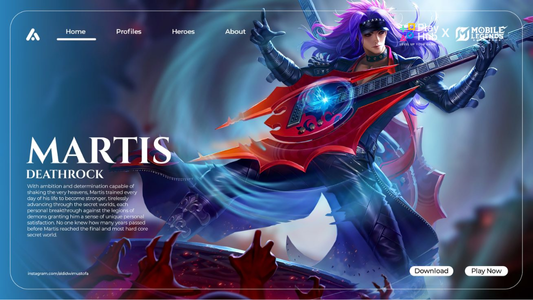 Home Profiles Heroes About
Play Hub X MOBILE LEGENDS
MARTIS
DEATHROCK
With ambition and determination capable of
shaking the very heavens, Martis trained every
day of his life to become stronger, tirelessly
advancing through the secret worlds, each
personal breakthrough against the legions of
demons granting him a sense of unique personal
satisfaction. No one knew how many years passed
before Martis reached the final and most hard core
secret world.
Download Play Now